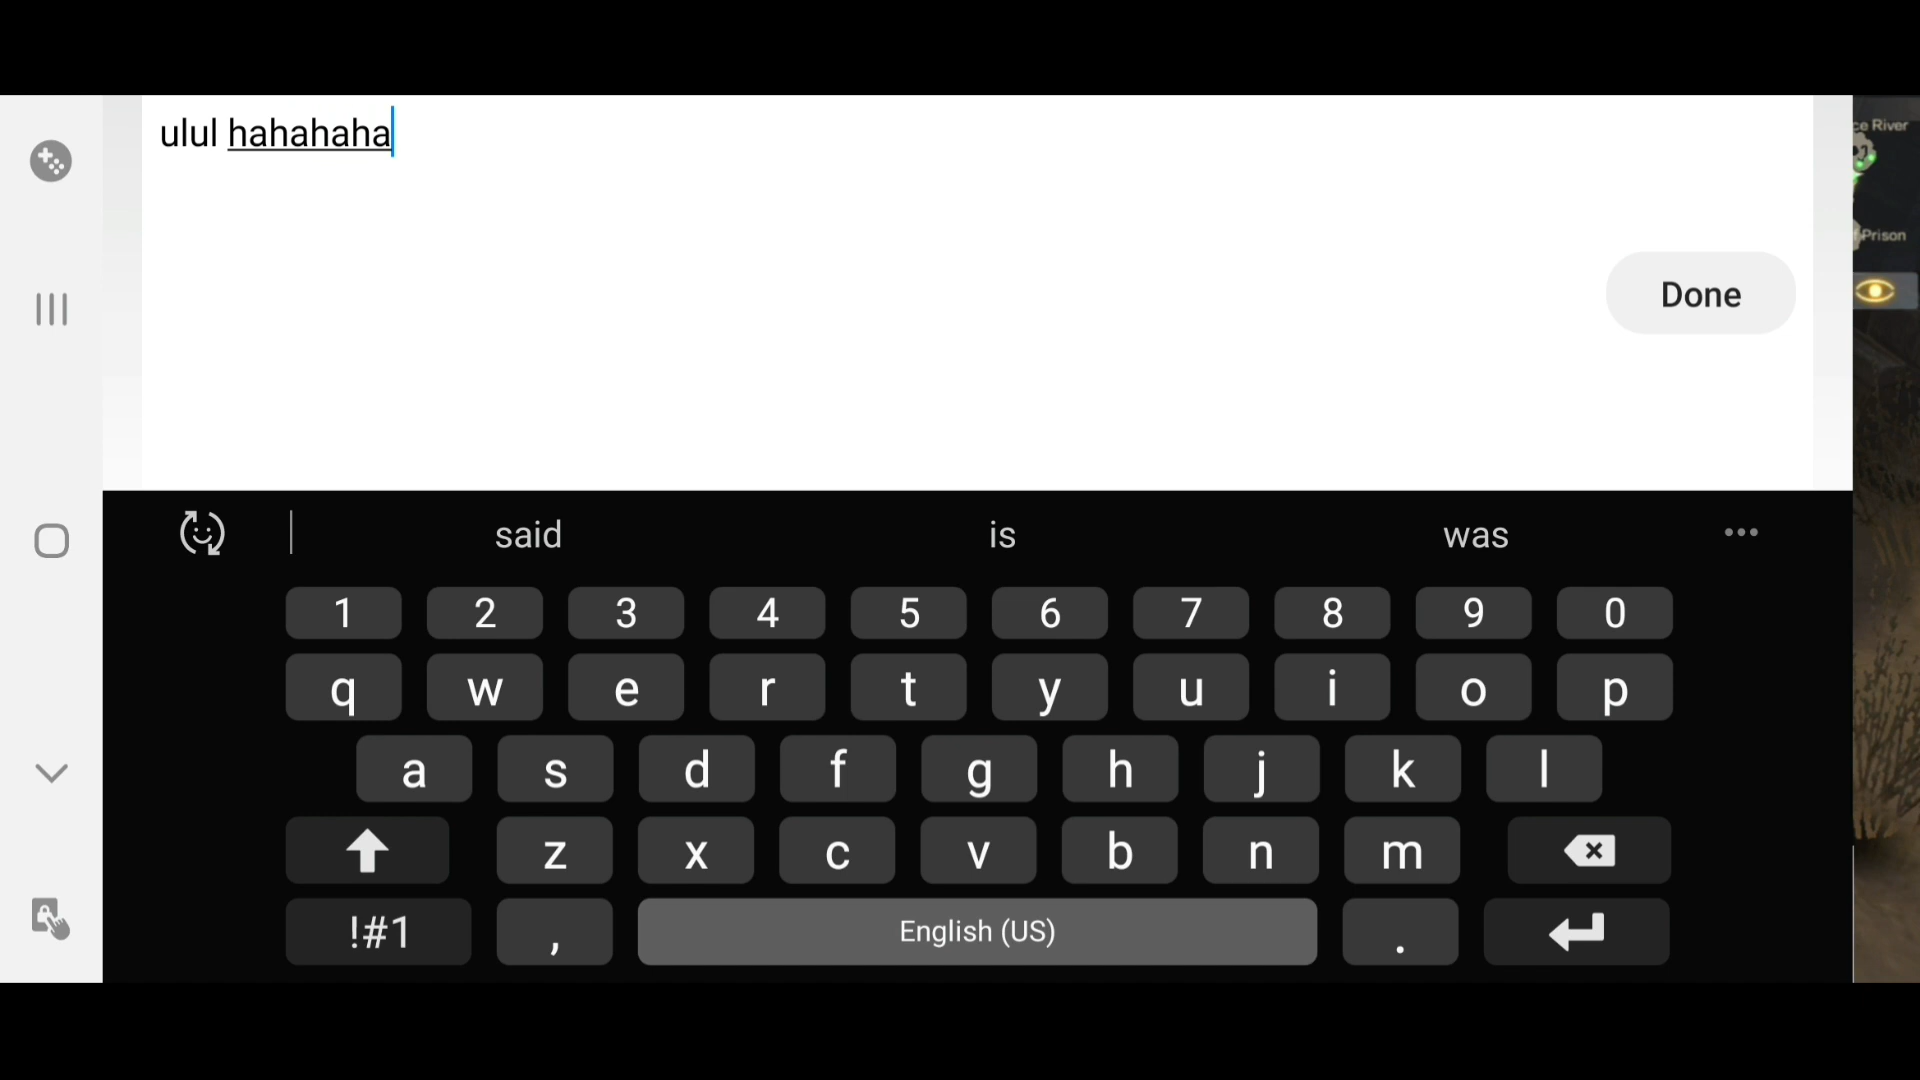 ulul hahahaha
ce River
Prison
Done
said is was
1 2 3 4 5 6 7 8 9 0
q w e r t y u i o p
a s d f g h j k l
z x c v b n m
!#1 , English (US) .